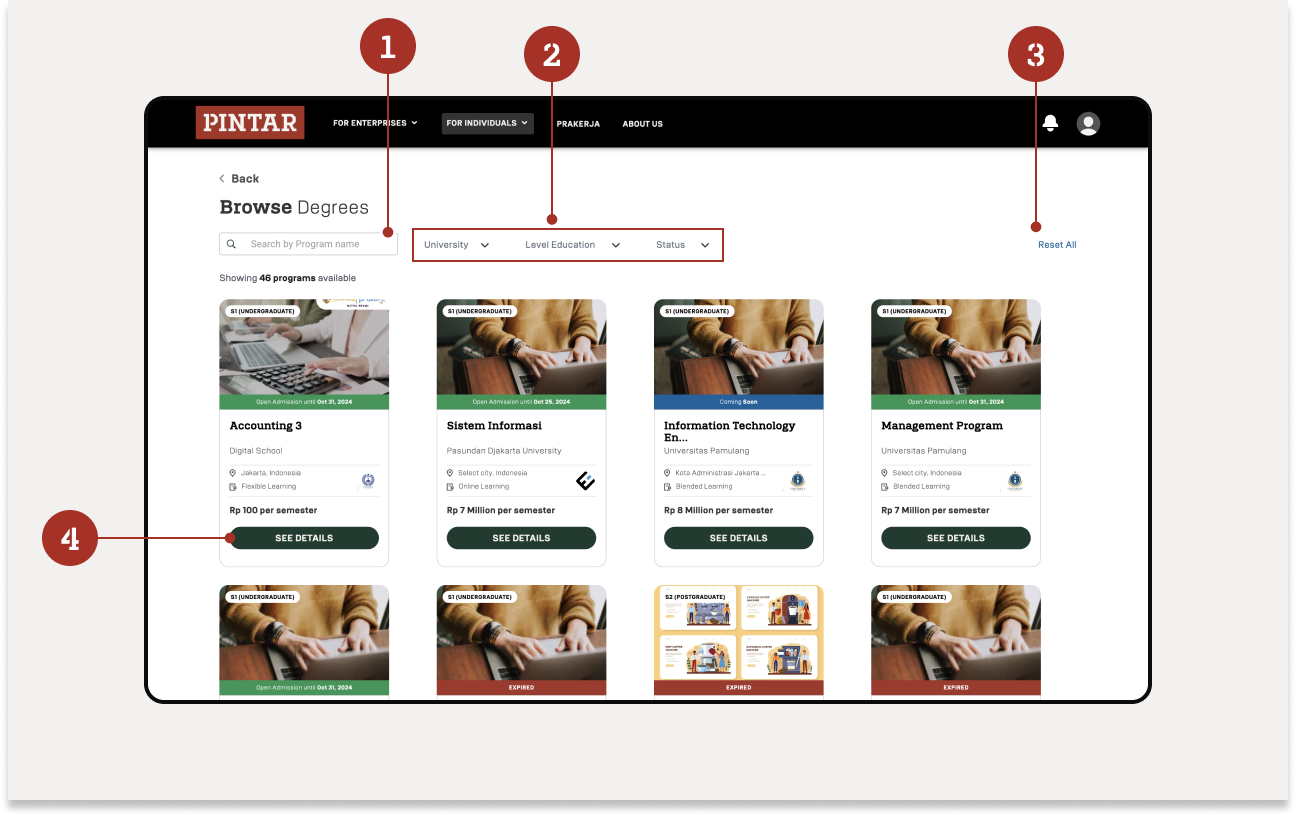 1
2
3
PINTAR
FOR ENTERPRISES
FOR INDIVIDUALS
PRAKERJA
ABOUT US
Back
Browse Degrees
Search by Program name
University
Level Education
Status
Reset All
Showing 46 programs available
S1 (UNDERGRADUATE)
S1 (UNDERGRADUATE)
S1 (UNDERGRADUATE)
S1 (UNDERGRADUATE)
Open Admission until Oct 31, 2024
Open Admission until Oct 25, 2024
Coming Soon
Open Admission until Oct 31, 2024
Accounting 3
Digital School
Jakarta, Indonesia
Flexible Learning
Rp 100 per semester
SEE DETAILS
Sistem Informasi
Pasundan Djakarta University
Select city, Indonesia
Online Learning
Rp 7 Million per semester
SEE DETAILS
Information Technology
En...
Universitas Pamulang
Kota Administrasi Jakarta ...
Blended Learning
Rp 8 Million per semester
SEE DETAILS
Management Program
Universitas Pamulang
Select city, Indonesia
Blended Learning
Rp 7 Million per semester
SEE DETAILS
4
S1 (UNDERGRADUATE)
S1 (UNDERGRADUATE)
S2 (POSTGRADUATE)
S1 (UNDERGRADUATE)
Open Admission until Oct 31, 2024
EXPIRED
EXPIRED
EXPIRED